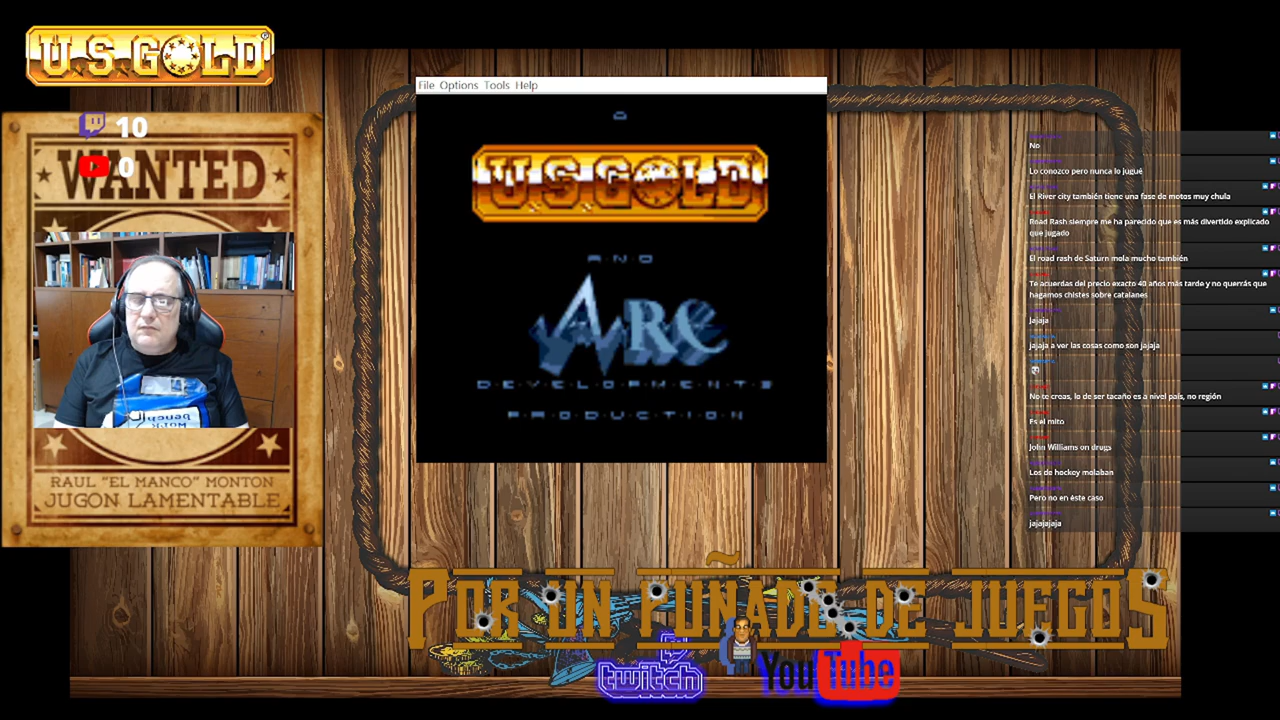 U.S.GOLD®
10
0
WANTED
RAUL "EL MANCO" MONTON
JUGON LAMENTABLE
File Options Tools Help
A
U.S.GOLD
AND
ARC
DEVELOPMENTS
PRODUCTION
No
Lo conozco pero nunca lo jugué
El River city también tiene una fase de motos muy chula
Road Rash siempre me ha parecido que es más divertido explicado
que jugado
El road rash de Saturn mola mucho también
Te acuerdas del precio exacto 40 años más tarde y no querrás que
hagamos chistes sobre catalanes
Jajaja
jajaja a ver las cosas como son jajaja
No te creas, lo de ser tacaño es a nivel país, no región
Es el mito
John Williams on drugs
Los de hockey molaban
Pero no en éste caso
jajajajaja
POR UN PUÑADO DE JUEGOS
twitch
YouTube